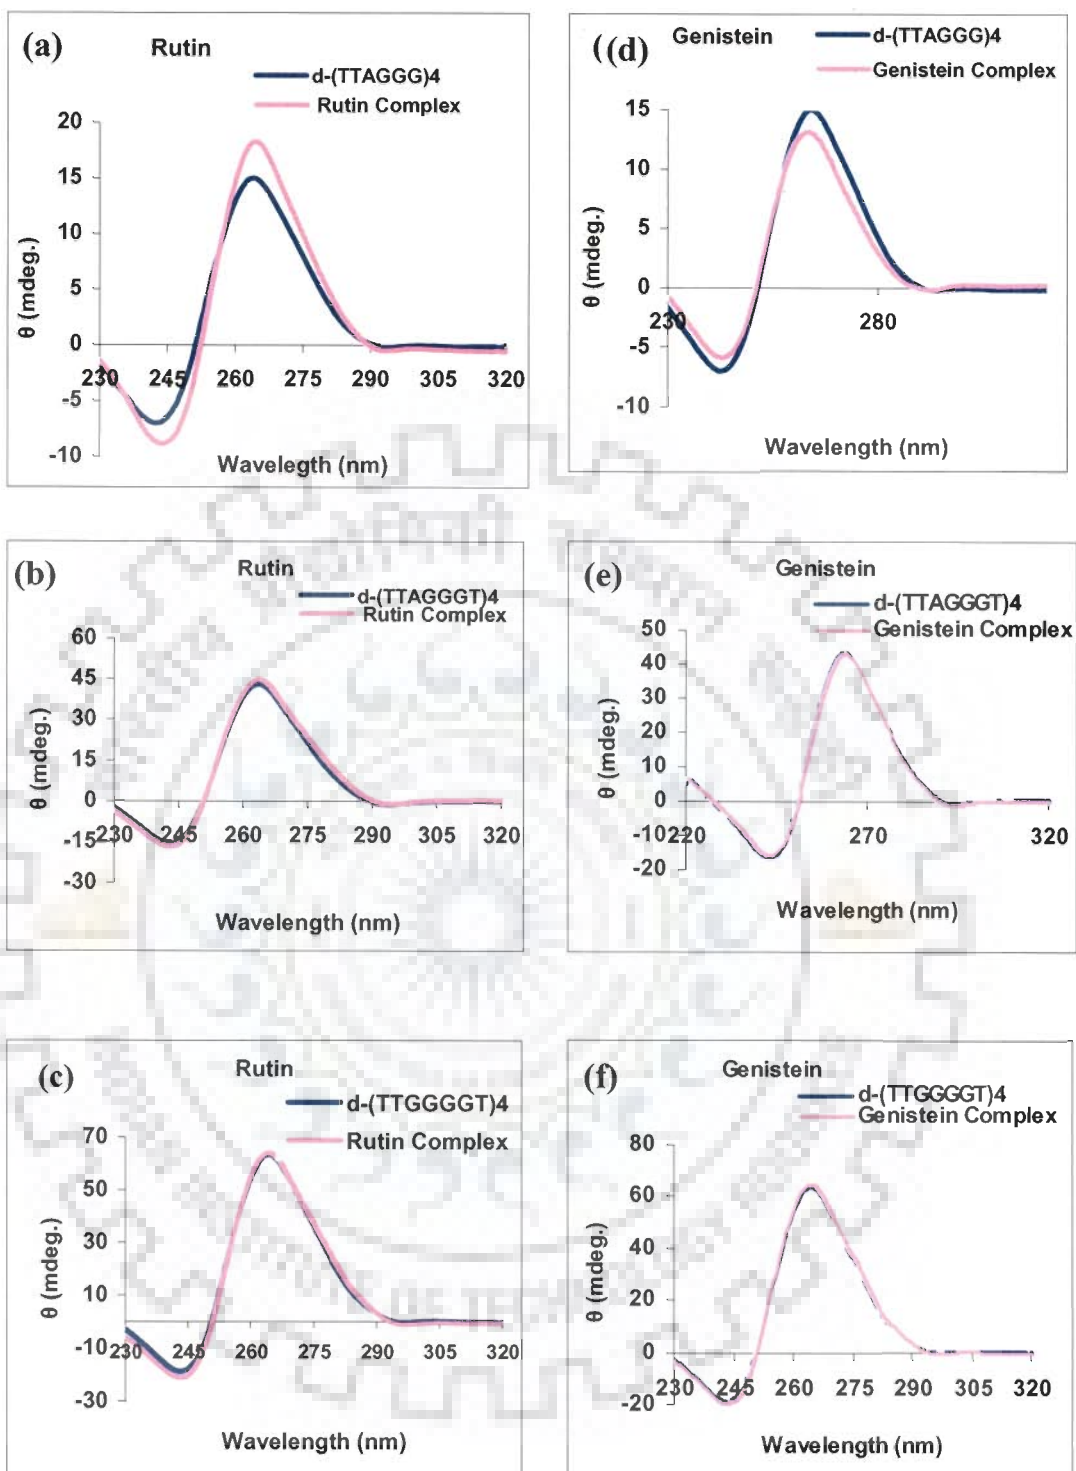 (a)
Rutin
d-(TTAGGG)4
Rutin Complex
20
15
10
5
0
-5
-10
230 245 260 275 290 305 320
θ (mdeg.)
Wavelegth (nm)
((d)
Genistein
d-(TTAGGG)4
Genistein Complex
15
10
5
0
-5
-10
230 280
θ (mdeg.)
Wavelength (nm)
(b)
Rutin
d-(TTAGGGT)4
Rutin Complex
60
45
30
15
0
-15
-30
230 245 260 275 290 305 320
θ (mdeg.)
Wavelength (nm)
(e)
Genistein
d-(TTAGGGT)4
Genistein Complex
50
40
30
20
10
0
-10
-20
220 270 320
θ (mdeg.)
Wavelength (nm)
(c)
Rutin
d-(TTGGGGT)4
Rutin Complex
70
50
30
10
-10
-30
230 245 260 275 290 305 320
θ (mdeg.)
Wavelength (nm)
(f)
Genistein
d-(TTGGGGT)4
Genistein Complex
80
60
40
20
0
-20
230 245 260 275 290 305 320
θ (mdeg.)
Wavelength (nm)